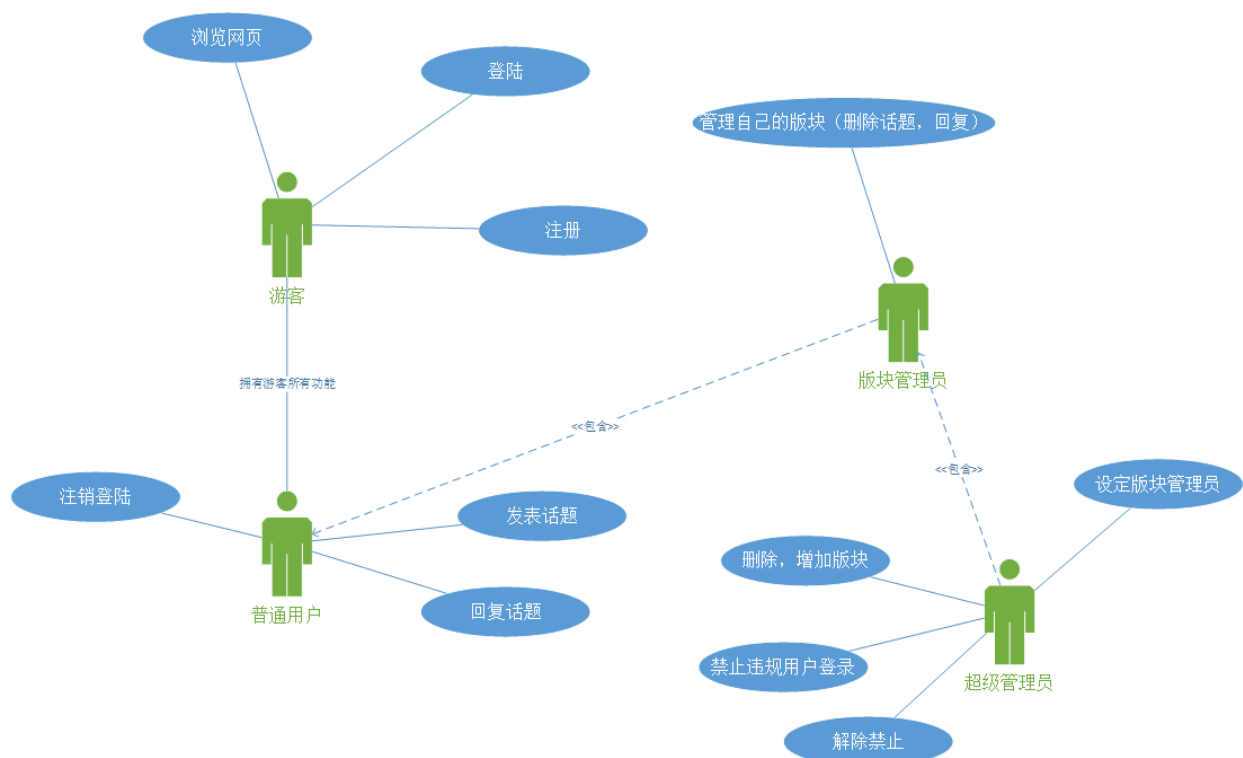 浏览网页
登陆
管理自己的版块（删除话题，回复）
注册
游客
版块管理员
拥有游客所有功能
<<包含>>
<<包含>>
设定版块管理员
注销登陆
发表话题
删除，增加版块
回复话题
普通用户
禁止违规用户登录
超级管理员
解除禁止